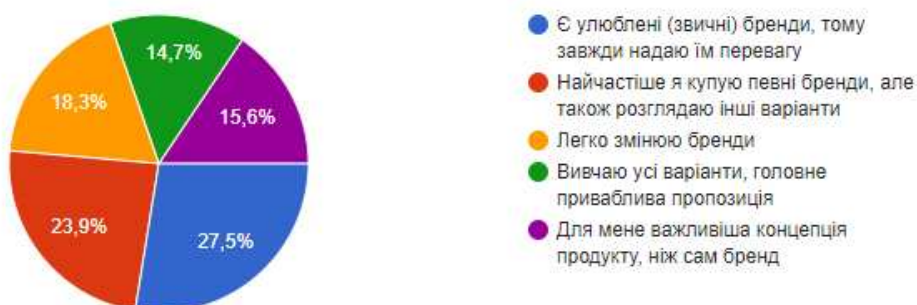 14,7%
18,3%
15,6%
23,9%
27,5%
Є улюблені (звичні) бренди, тому
завжди надаю їм перевагу
Найчастіше я купую певні бренди, але
також розглядаю інші варіанти
Легко змінюю бренди
Вивчаю усі варіанти, головне
приваблива пропозиція
Для мене важливіша концепція
продукту, ніж сам бренд